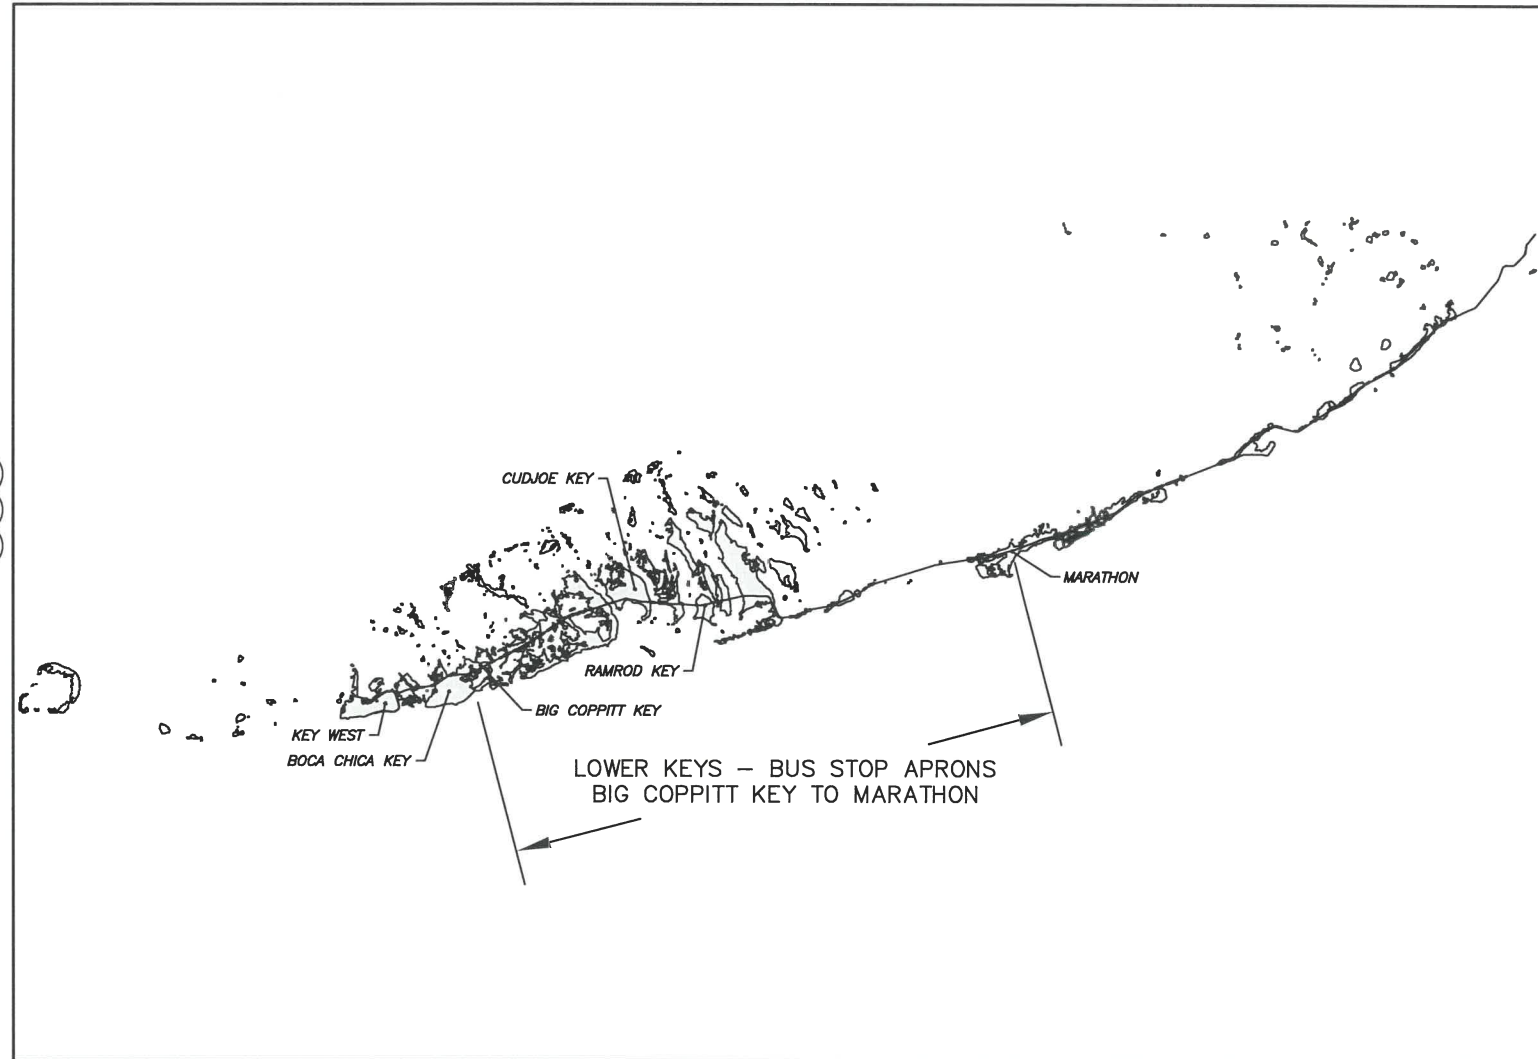 CUDJOE KEY
MARATHON
RAMROD KEY
BIG COPPITT KEY
KEY WEST
BOCA CHICA KEY
LOWER KEYS – BUS STOP APRONS
BIG COPPITT KEY TO MARATHON